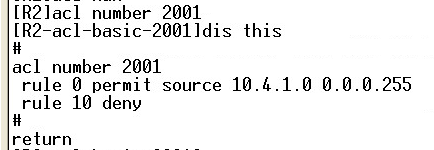 [R2]acl number 2001
[R2-acl-basic-2001]dis this
#
acl number 2001
rule 0 permit source 10.4.1.0 0.0.0.255
rule 10 deny
#
return